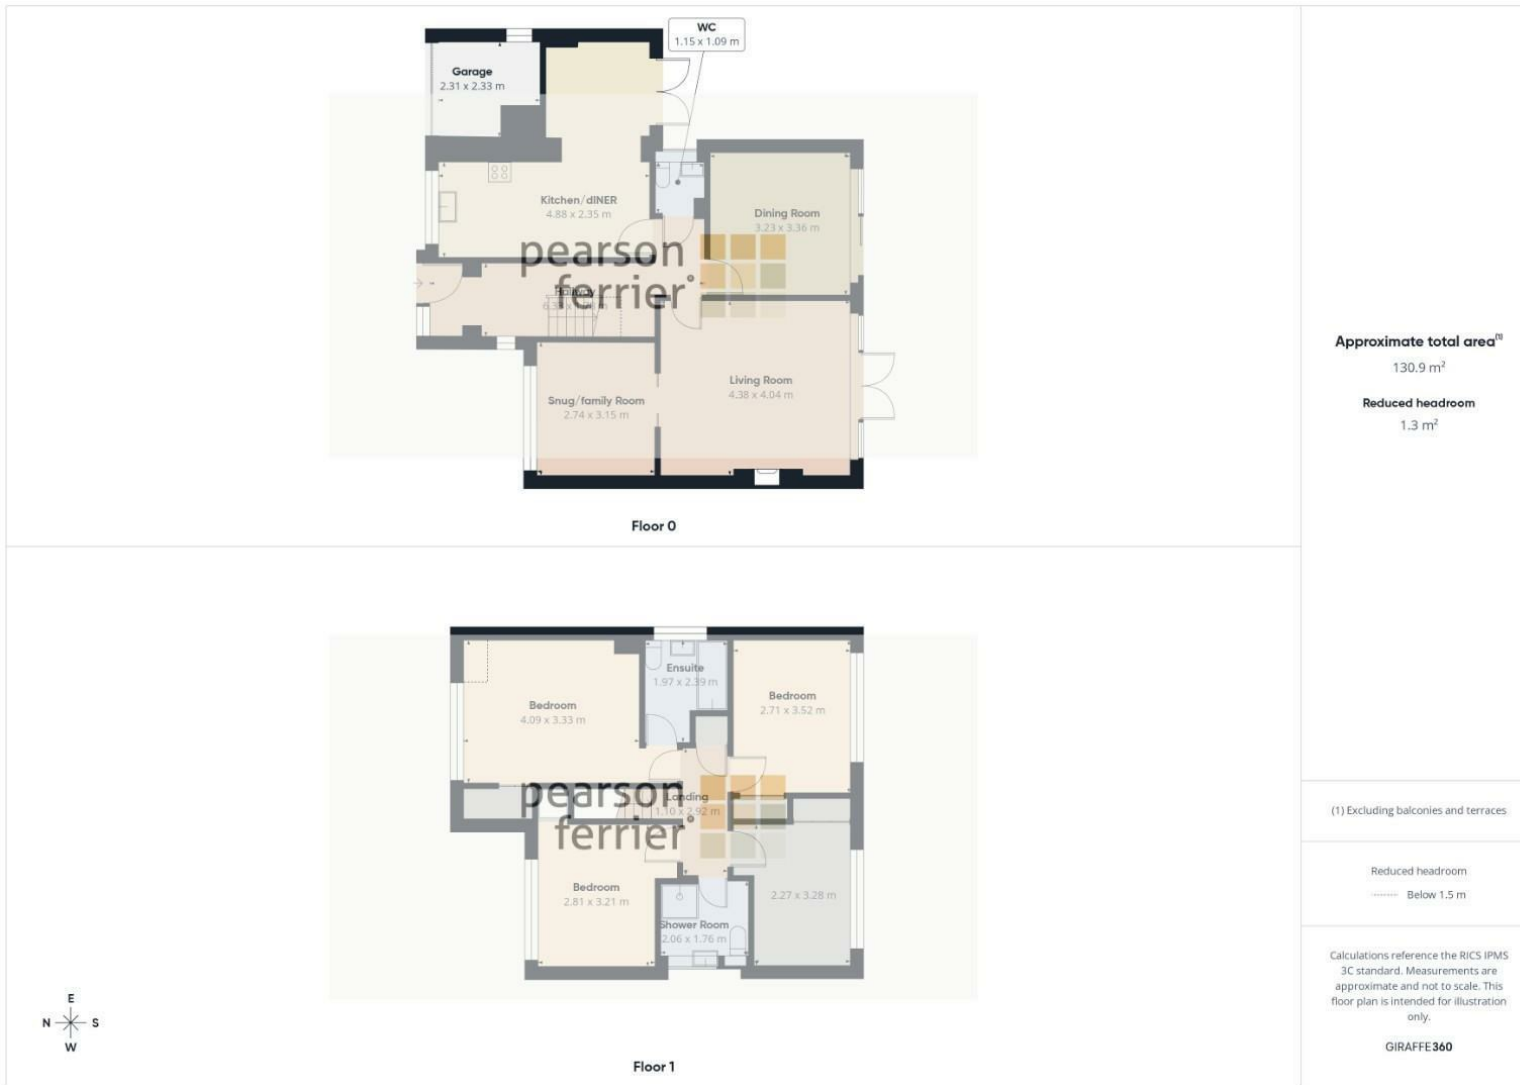 WC
1.15 x 1.09 m
Garage
2.31 x 2.33 m
Kitchen/dINER
4.88 x 2.35 m
Dining Room
3.23 x 3.36 m
pearson
ferrier
Hallway
Living Room
4.38 x 4.04 m
Snug/family Room
2.74 x 3.15 m
Floor 0
Approximate total area(1)
130.9 m²
Reduced headroom
1.3 m²
Ensuite
1.97 x 2.39 m
Bedroom
4.09 x 3.33 m
Bedroom
2.71 x 3.52 m
pearson
ferrier
Landing
1.10 x 2.92 m
Bedroom
2.81 x 3.21 m
2.27 x 3.28 m
Shower Room
2.06 x 1.76 m
E
N S
W
Floor 1
(1) Excluding balconies and terraces
Reduced headroom
Below 1.5 m
Calculations reference the RICS IPMS
3C standard. Measurements are
approximate and not to scale. This
floor plan is intended for illustration
only.
GIRAFFE360